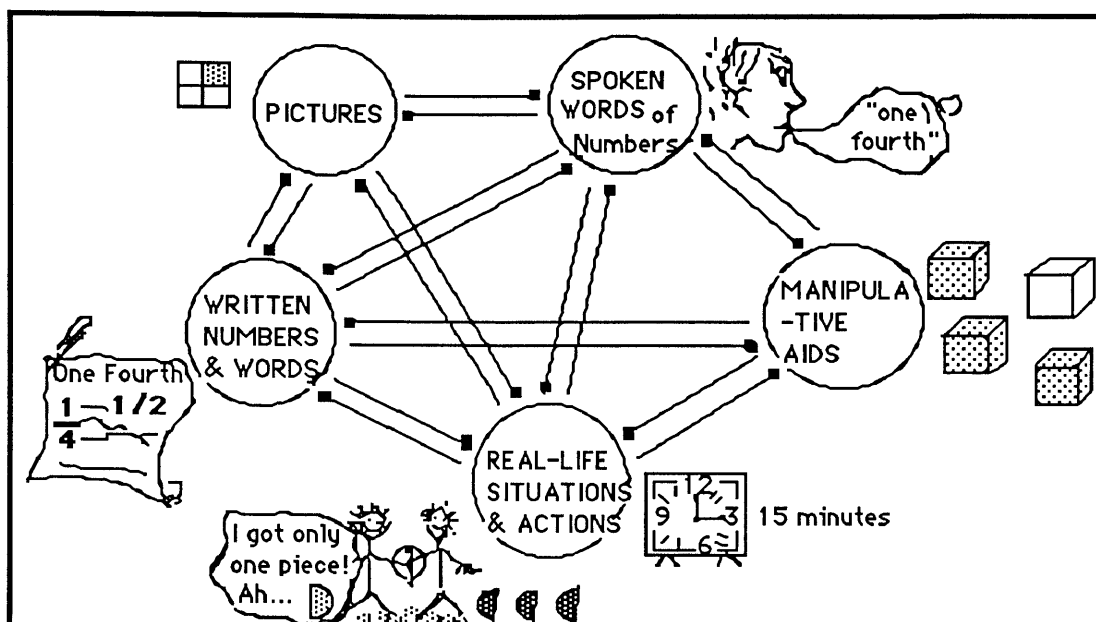 PICTURES
SPOKEN
WORDS of
Numbers
"one
fourth"
WRITTEN
NUMBERS
& WORDS
MANIPULA
-TIVE
AIDS
One Fourth
1 1/2
4
REAL-LIFE
SITUATIONS
& ACTIONS
12
9 3
6
15 minutes
I got only
one piece!
Ah...